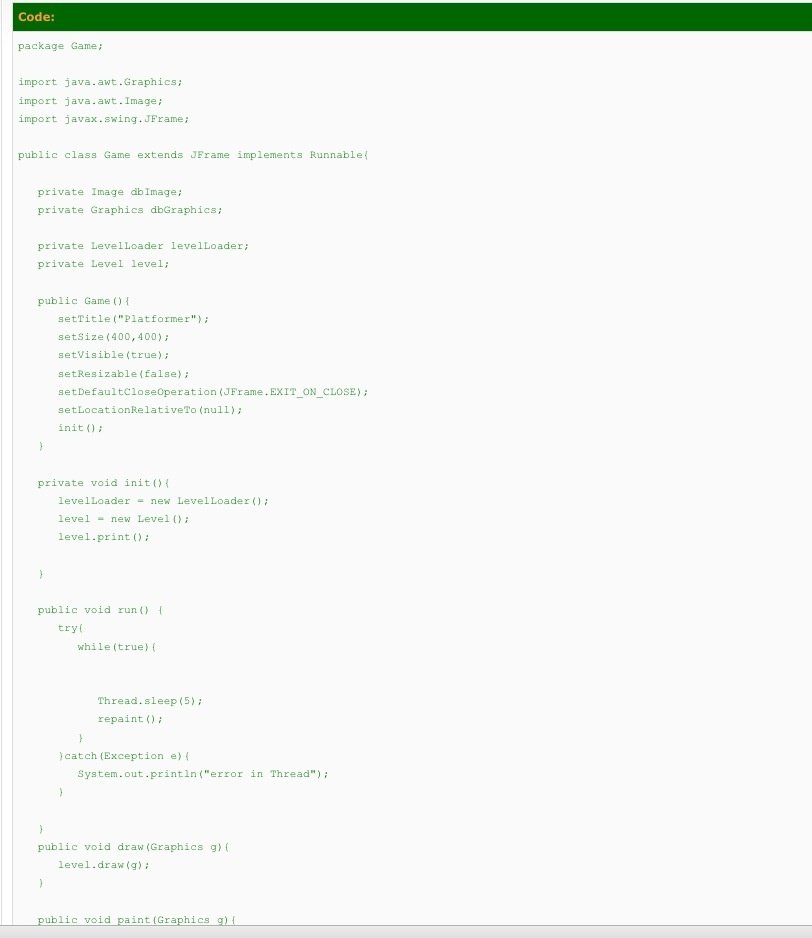 Code:
package Game;
import java.awt.Graphics;
import java.awt.Image;
import javax.swing.JFrame;
public class Game extends JFrame implements Runnable{
private Image dbImage;
private Graphics dbGraphics;
private LevelLoader levelLoader;
private Level level;
public Game(){
setTitle("Platformer");
setSize(400,400);
setVisible(true);
setResizable(false);
setDefaultCloseOperation(JFrame.EXIT_ON_CLOSE);
setLocationRelativeTo(null);
init();
}
private void init(){
levelLoader = new LevelLoader();
level = new Level();
level.print();
}
public void run() {
try{
while(true){
Thread.sleep(5);
repaint();
}
}catch(Exception e){
System.out.println("error in Thread");
}
}
public void draw(Graphics g){
level.draw(g);
}
public void paint(Graphics g){